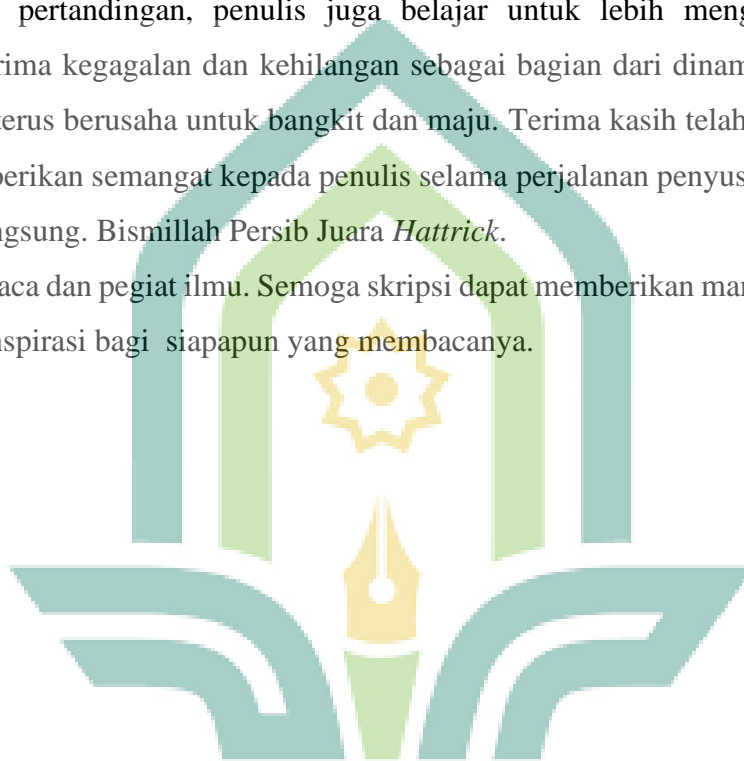 pertandingan, penulis juga belajar untuk lebih meng
rima kegagalan dan kehilangan sebagai bagian dari dinam
terus berusaha untuk bangkit dan maju. Terima kasih telah
berikan semangat kepada penulis selama perjalanan penyus
ngsung. Bismillah Persib Juara Hattrick.
aca dan pegiat ilmu. Semoga skripsi dapat memberikan man
nspirasi bagi siapapun yang membacanya.